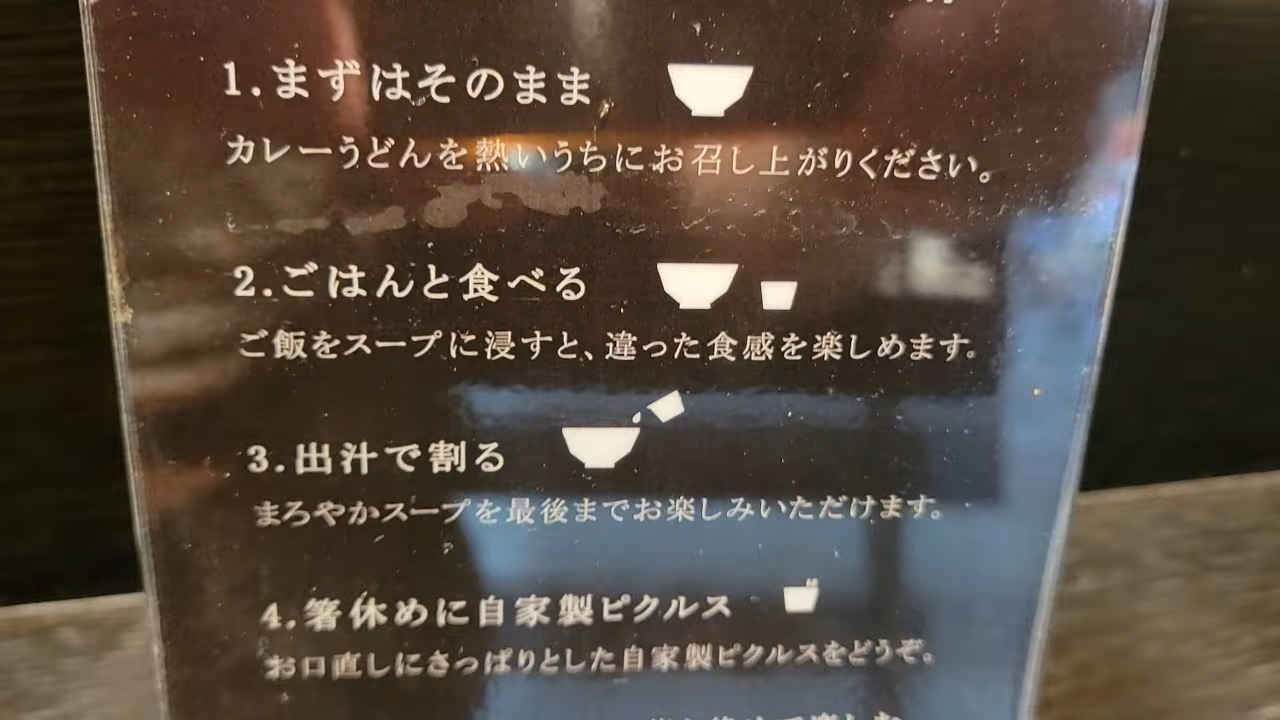 1.まずはそのまま
カレーうどんを熱いうちにお召し上がりください。
2.ごはんと食べる
ご飯をスープに浸すと、違った食感を楽しめます。
3.出汁で割る
まろやかスープを最後までお楽しみいただけます。
4.箸休めに自家製ピクルス
お口直しにさっぱりとした自家製ピクルスをどうぞ。